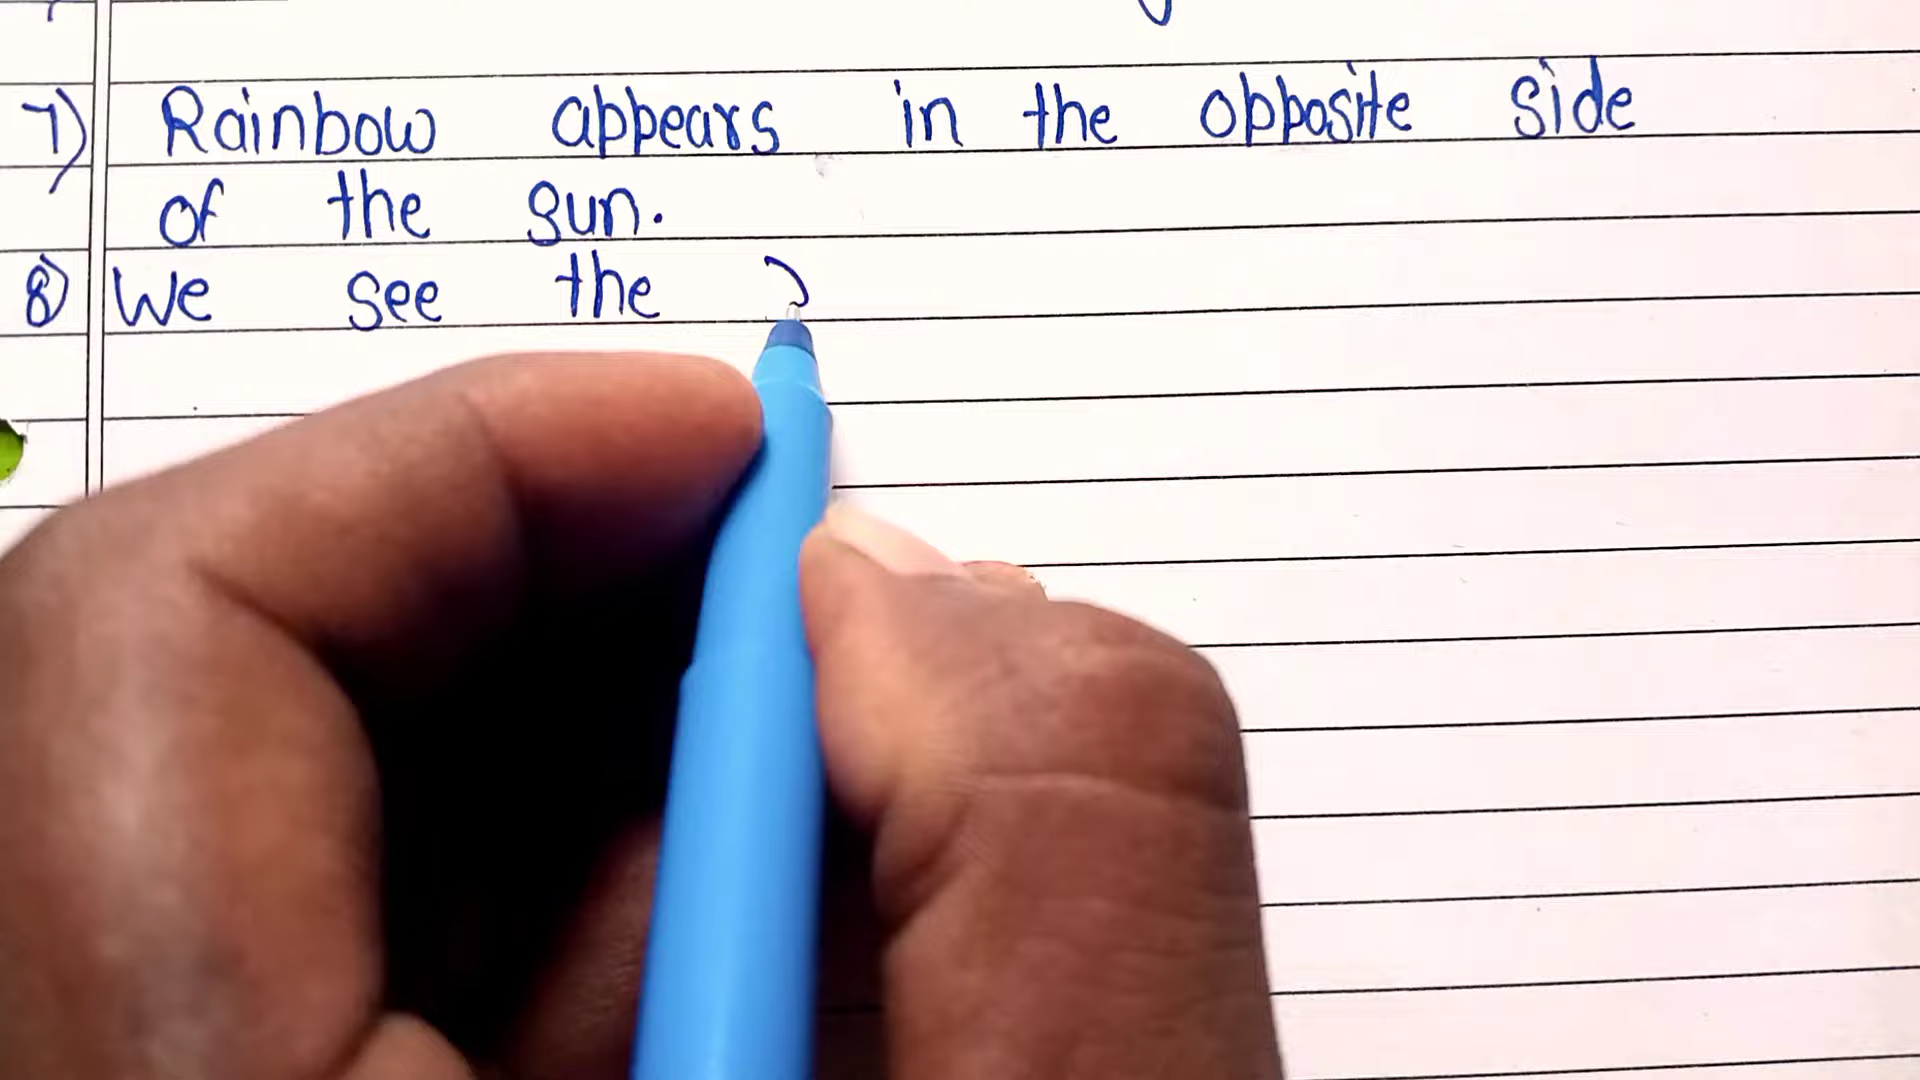 7) Rainbow appears in the opposite side
of the sun.
8) We see the